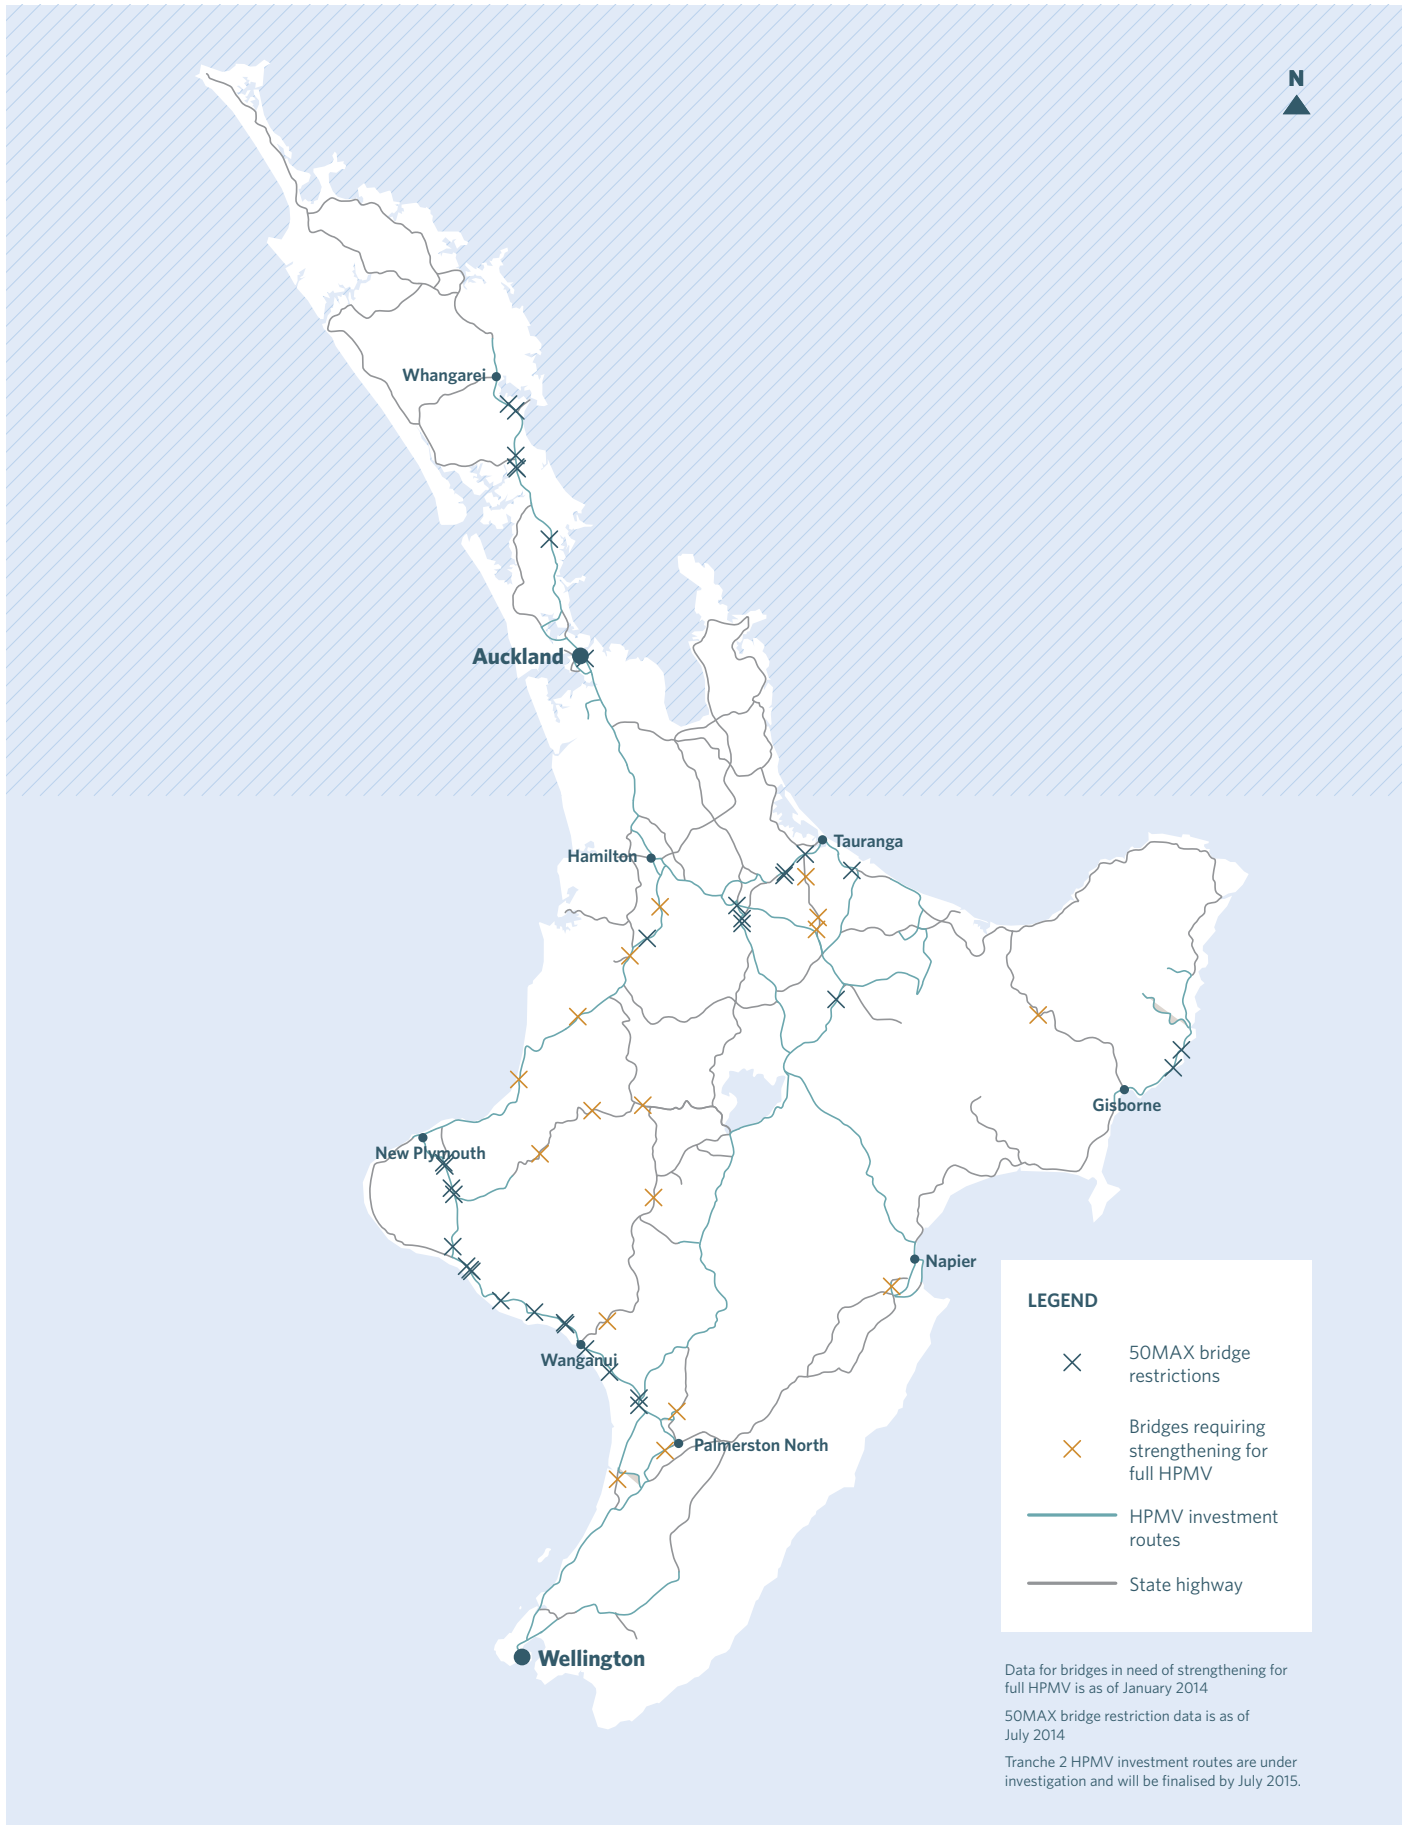 N
Whangarei
Auckland
Tauranga
Hamilton
Gisborne
New Plymouth
Napier
Wanganui
Palmerston North
Wellington
LEGEND
50MAX bridge
restrictions
Bridges requiring
strengthening for
full HPMV
HPMV investment
routes
State highway
Data for bridges in need of strengthening for
full HPMV is as of January 2014
50MAX bridge restriction data is as of
July 2014
Tranche 2 HPMV investment routes are under
investigation and will be finalised by July 2015.